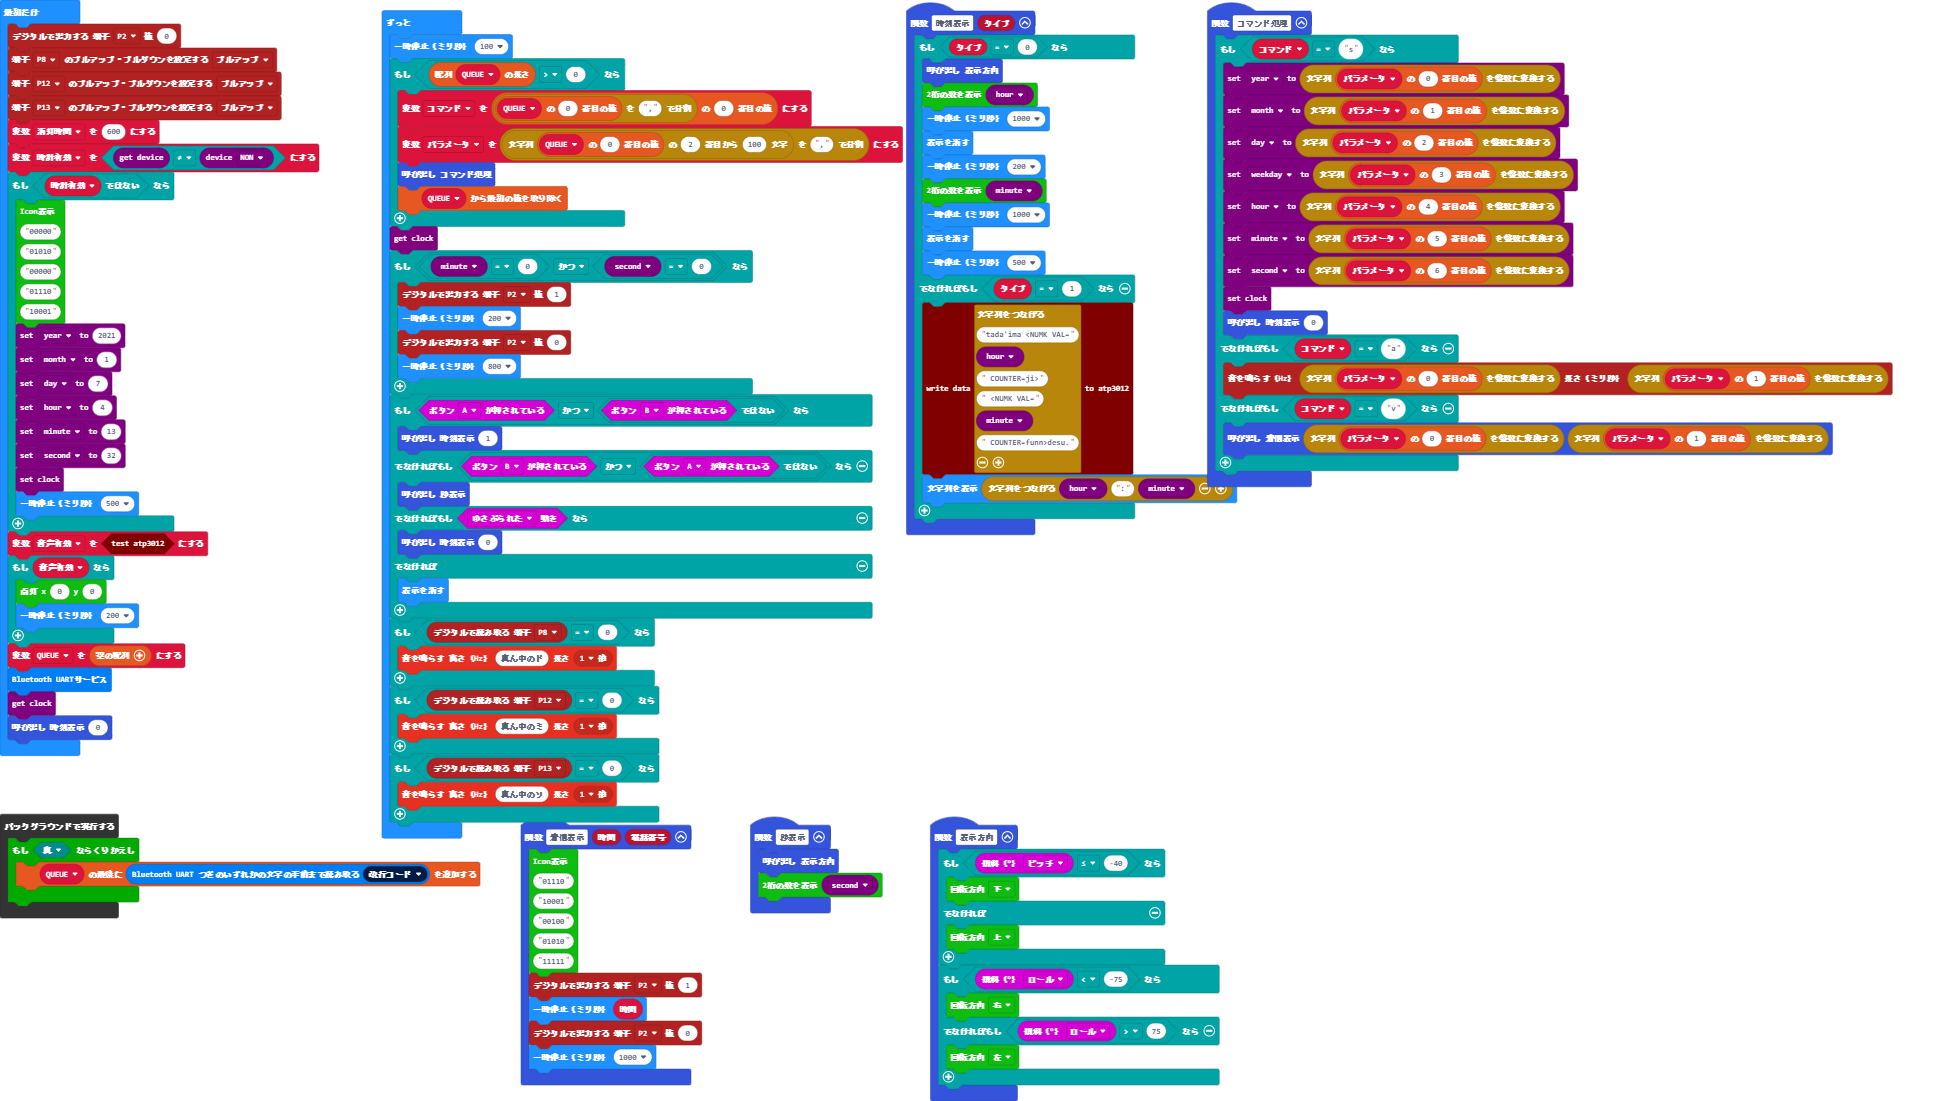 最初だけ
デジタルで出力する 端子 P2 値 0
端子 P8 のプルアップ・プルダウンを設定する プルアップ
端子 P12 のプルアップ・プルダウンを設定する プルアップ
端子 P13 のプルアップ・プルダウンを設定する プルアップ
変数 消灯時間 を 600 にする
変数 時計有効 を get device ≠ device NON にする
もし 時計有効 ではない なら
Icon表示
"00000"
"01010"
"00000"
"01110"
"10001"
set year to 2021
set month to 1
set day to 7
set hour to 4
set minute to 13
set second to 32
set clock
一時停止 (ミリ秒) 500
変数 音声有効 を test atp3012 にする
もし 音声有効 なら
点灯 x 0 y 0
一時停止 (ミリ秒) 200
変数 QUEUE を 空の配列 にする
Bluetooth UARTサービス
get clock
呼び出し 時刻表示 0
バックグラウンドで実行する
もし 真 ならくりかえし
QUEUE の最後に Bluetooth UART つぎのいずれかの文字の手前まで読み取る 改行コード を追加する
ずっと
一時停止 (ミリ秒) 100
もし 配列 QUEUE の長さ > 0 なら
変数 コマンド を QUEUE の 0 番目の値 を "," で分割 の 0 番目の値 にする
変数 パラメータ を 文字列 QUEUE の 0 番目の値 の 2 番目から 100 文字 を "," で分割 にする
呼び出し コマンド処理
QUEUE から最初の値を取り除く
get clock
もし minute = 0 かつ second = 0 なら
デジタルで出力する 端子 P2 値 1
一時停止 (ミリ秒) 200
デジタルで出力する 端子 P2 値 0
一時停止 (ミリ秒) 800
もし ボタン A が押されている かつ ボタン B が押されている ではない なら
呼び出し 時刻表示 1
でなければもし ボタン B が押されている かつ ボタン A が押されている ではない なら
呼び出し 秒表示
でなければもし ゆさぶられた 動き なら
呼び出し 時刻表示 0
でなければ
表示を消す
もし デジタルで読み取る 端子 P8 = 0 なら
音を鳴らす 高さ (Hz) 真ん中のド 長さ 1 拍
もし デジタルで読み取る 端子 P12 = 0 なら
音を鳴らす 高さ (Hz) 真ん中のミ 長さ 1 拍
もし デジタルで読み取る 端子 P13 = 0 なら
音を鳴らす 高さ (Hz) 真ん中のソ 長さ 1 拍
関数 着信表示 時間 電話番号
Icon表示
"01110"
"10001"
"00100"
"01010"
"11111"
デジタルで出力する 端子 P2 値 1
一時停止 (ミリ秒) 時間
デジタルで出力する 端子 P2 値 0
一時停止 (ミリ秒) 1000
関数 秒表示
呼び出し 表示方向
2桁の数を表示 second
関数 時刻表示 タイプ
もし タイプ = 0 なら
呼び出し 表示方向
2桁の数を表示 hour
一時停止 (ミリ秒) 1000
表示を消す
一時停止 (ミリ秒) 200
2桁の数を表示 minute
一時停止 (ミリ秒) 1000
表示を消す
一時停止 (ミリ秒) 500
でなければもし タイプ = 1 なら
write data 文字列をつなげる
"tada'ima <NUMK VAL="
hour
" COUNTER=ji>"
" <NUMK VAL="
minute
" COUNTER=funn>desu."
to atp3012
文字列を表示 文字列をつなげる hour ":" minute
関数 表示方向
もし 傾斜 (°) ピッチ ≤ -40 なら
回転方向 下
でなければ
回転方向 上
もし 傾斜 (°) ロール < -75 なら
回転方向 右
でなければもし 傾斜 (°) ロール > 75 なら
回転方向 左
関数 コマンド処理
もし コマンド = "s" なら
set year to 文字列 パラメータ の 0 番目の値 を整数に変換する
set month to 文字列 パラメータ の 1 番目の値 を整数に変換する
set day to 文字列 パラメータ の 2 番目の値 を整数に変換する
set weekday to 文字列 パラメータ の 3 番目の値 を整数に変換する
set hour to 文字列 パラメータ の 4 番目の値 を整数に変換する
set minute to 文字列 パラメータ の 5 番目の値 を整数に変換する
set second to 文字列 パラメータ の 6 番目の値 を整数に変換する
set clock
呼び出し 時刻表示 0
でなければもし コマンド = "a" なら
音を鳴らす (Hz) 文字列 パラメータ の 0 番目の値 を整数に変換する 長さ (ミリ秒) 文字列 パラメータ の 1 番目の値 を整数に変換する
でなければもし コマンド = "v" なら
呼び出し 着信表示 文字列 パラメータ の 0 番目の値 を整数に変換する 文字列 パラメータ の 1 番目の値 を整数に変換する